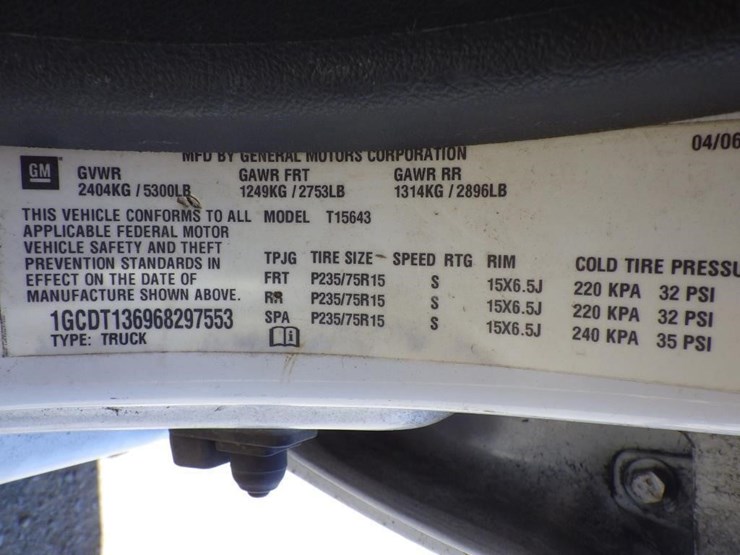 MFD BY GENERAL MOTORS CORPORATION 04/06
GM
GVWR GAWR FRT GAWR RR
2404KG / 5300LB 1249KG / 2753LB 1314KG / 2896LB
THIS VEHICLE CONFORMS TO ALL MODEL T15643
APPLICABLE FEDERAL MOTOR
VEHICLE SAFETY AND THEFT
PREVENTION STANDARDS IN
EFFECT ON THE DATE OF
MANUFACTURE SHOWN ABOVE.
TPJG TIRE SIZE SPEED RTG RIM COLD TIRE PRESSU
FRT P235/75R15 S 15X6.5J 220 KPA 32 PSI
RR P235/75R15 S 15X6.5J 220 KPA 32 PSI
SPA P235/75R15 S 15X6.5J 240 KPA 35 PSI
1GCDT136968297553
TYPE: TRUCK